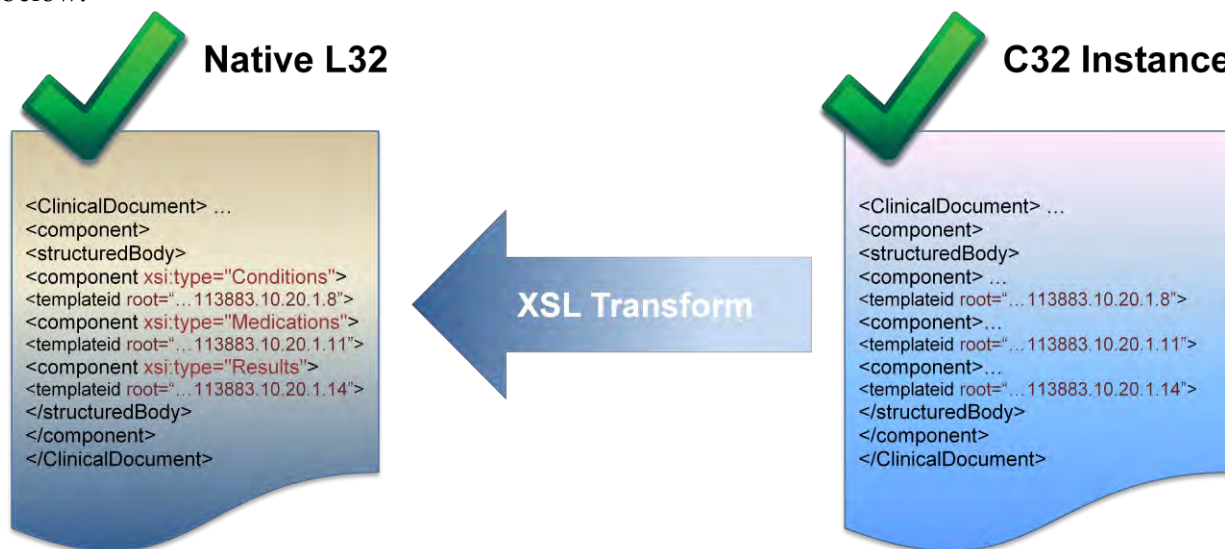 below.
Native L32
<ClinicalDocument> …
<component>
<structuredBody>
<component xsi:type="Conditions">
<templateid root="…113883.10.20.1.8">
<component xsi:type="Medications">
<templateid root="…113883.10.20.1.11">
<component xsi:type="Results">
<templateid root="…113883.10.20.1.14">
</structuredBody>
</component>
</ClinicalDocument>
XSL Transform
C32 Instance
<ClinicalDocument> …
<component>
<structuredBody>
<component> …
<templateid root="…113883.10.20.1.8">
<component>…
<templateid root="…113883.10.20.1.11">
<component>…
<templateid root="…113883.10.20.1.14">
</structuredBody>
</component>
</ClinicalDocument>